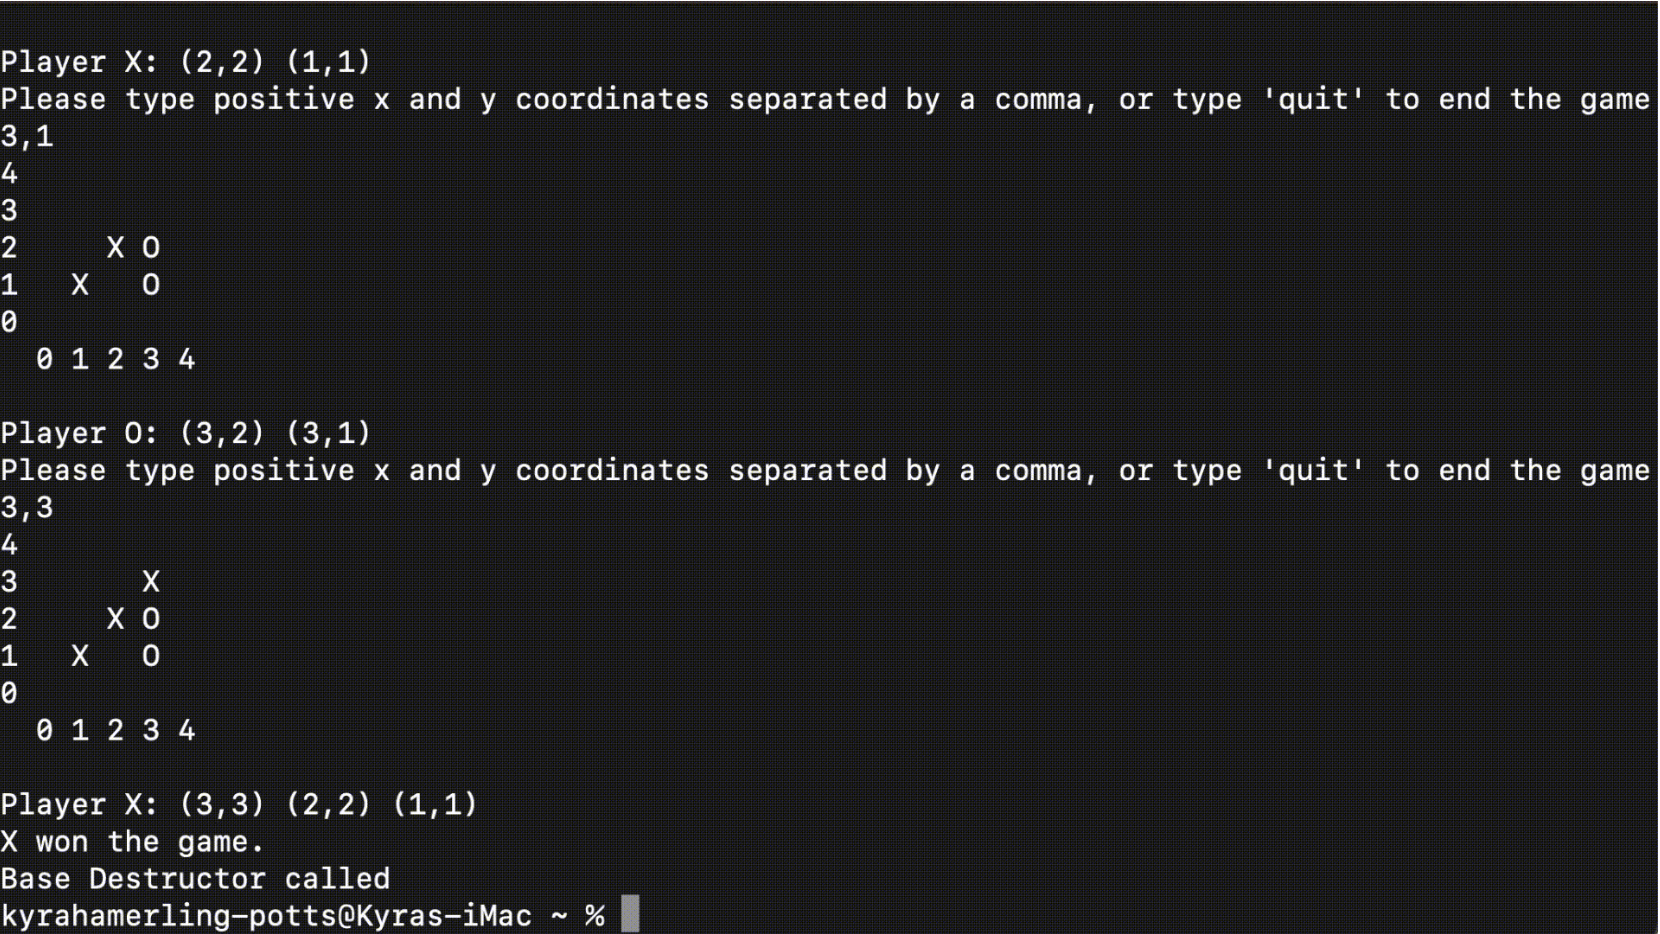 Player X: (2,2) (1,1)
Please type positive x and y coordinates separated by a comma, or type 'quit' to end the game
3,1
4
3
2     X O
1   X   O
0
  0 1 2 3 4

Player O: (3,2) (3,1)
Please type positive x and y coordinates separated by a comma, or type 'quit' to end the game
3,3
4
3       X
2     X O
1   X   O
0
  0 1 2 3 4

Player X: (3,3) (2,2) (1,1)
X won the game.
Base Destructor called
kyrahamerling-potts@Kyras-iMac ~ %